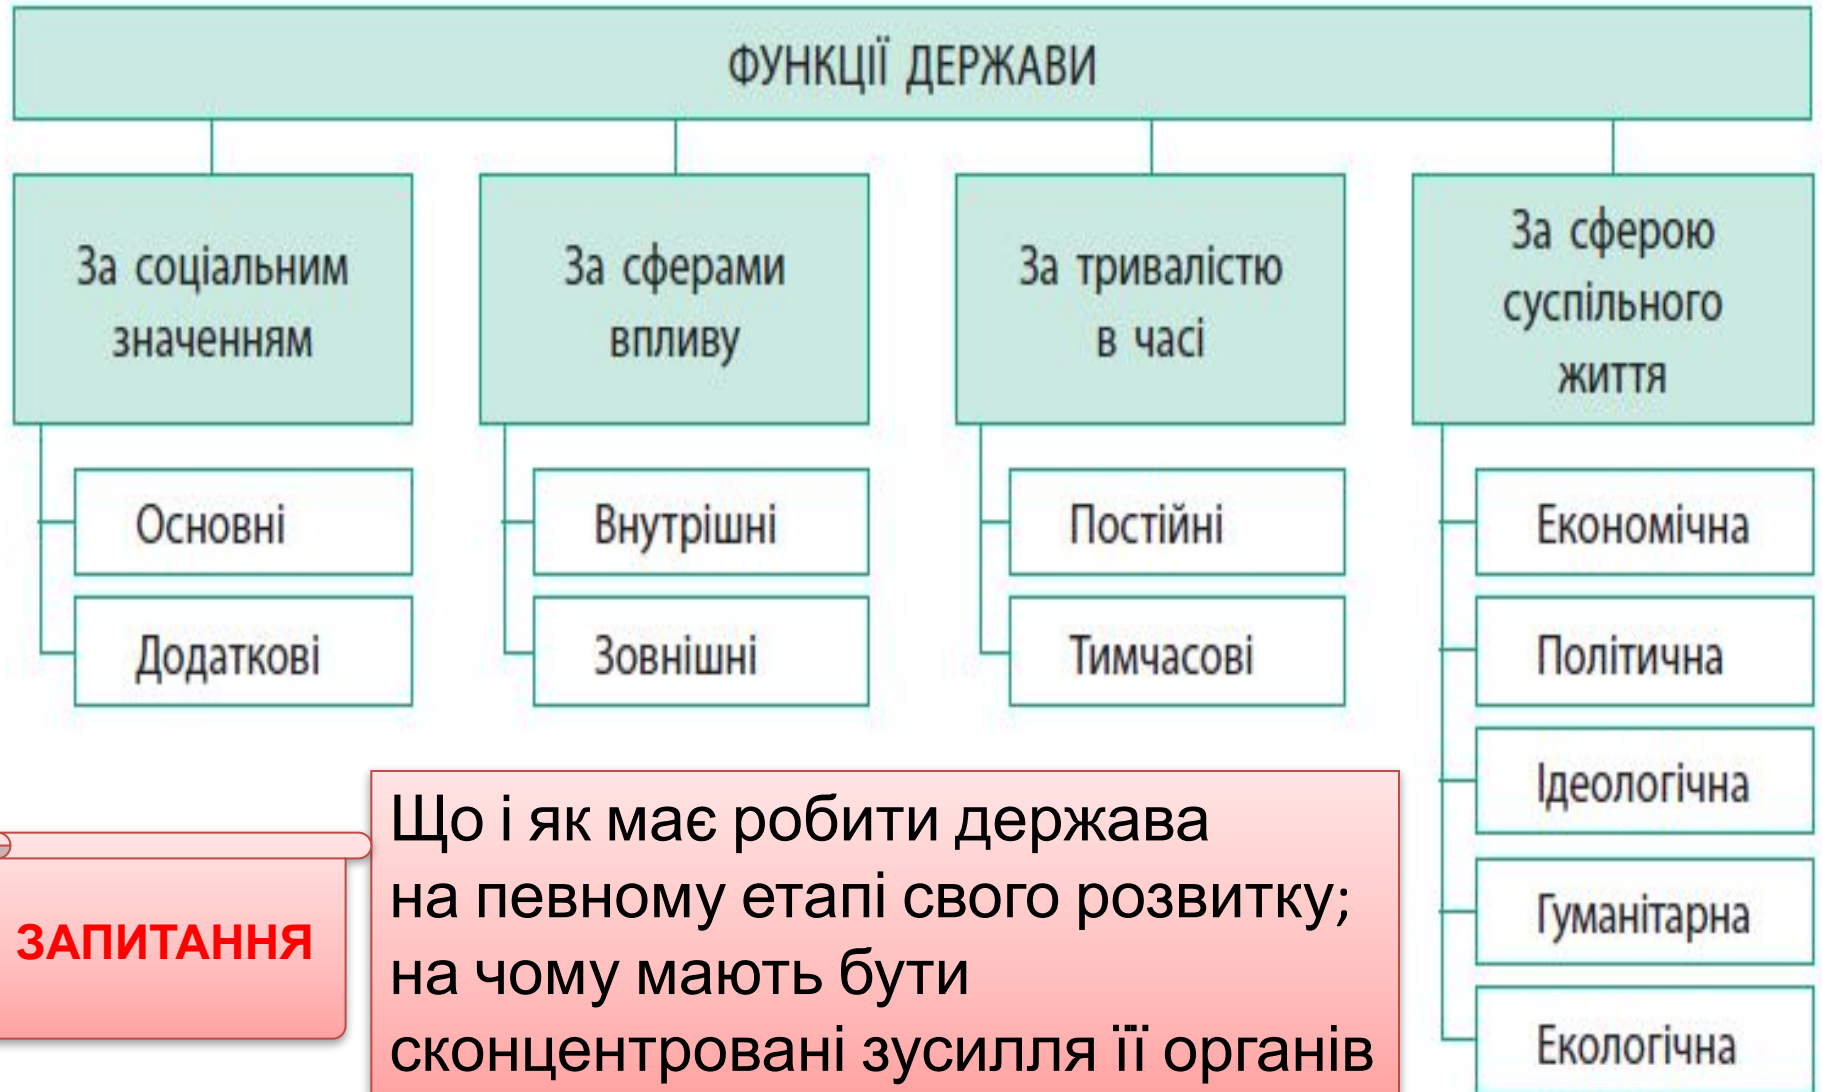 ФУНКЦІЇ ДЕРЖАВИ
За соціальним
значенням
Основні
Додаткові
За сферами
впливу
Внутрішні
Зовнішні
За тривалістю
в часі
Постійні
Тимчасові
За сферою
суспільного
життя
Економічна
Політична
Ідеологічна
Гуманітарна
Екологічна
ЗАПИТАННЯ
Що і як має робити держава
на певному етапі свого розвитку;
на чому мають бути
сконцентровані зусилля її органів